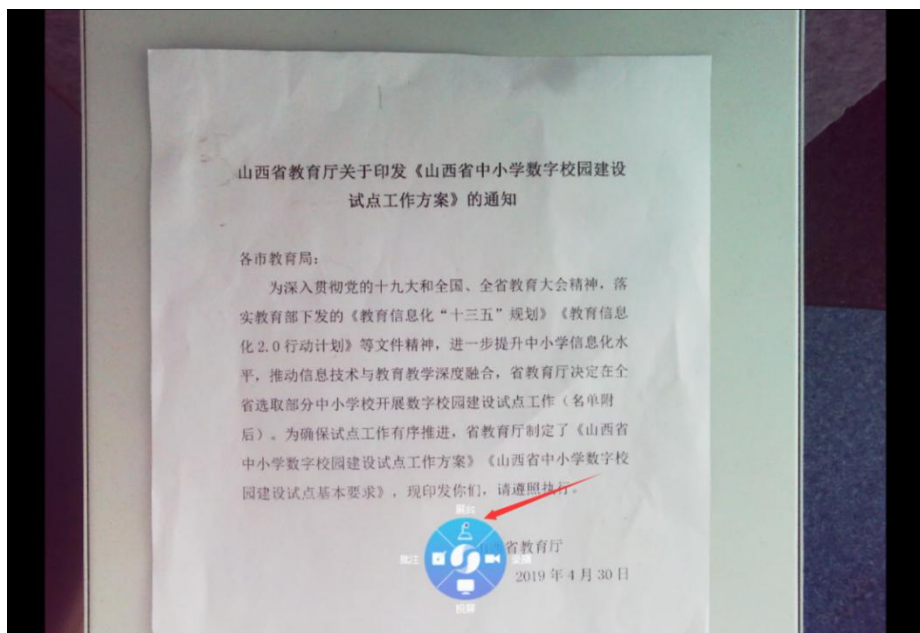 山西省教育厅关于印发《山西省中小学数字校园建设
试点工作方案》的通知
各市教育局：
为深入贯彻党的十九大和全国、全省教育大会精神，落
实教育部下发的《教育信息化“十三五”规划》《教育信息
化2.0行动计划》等文件精神，进一步提升中小学信息化水
平，推动信息技术与教育教学深度融合，省教育厅决定在全
省选取部分中小学校开展数字校园建设试点工作（名单附
后）。为确保试点工作有序推进，省教育厅制定了《山西省
中小学数字校园建设试点工作方案》《山西省中小学数字校
园建设试点基本要求》，现印发你们，请遵照执行。
展台
省教育厅
批注
2019年4月30日
投屏